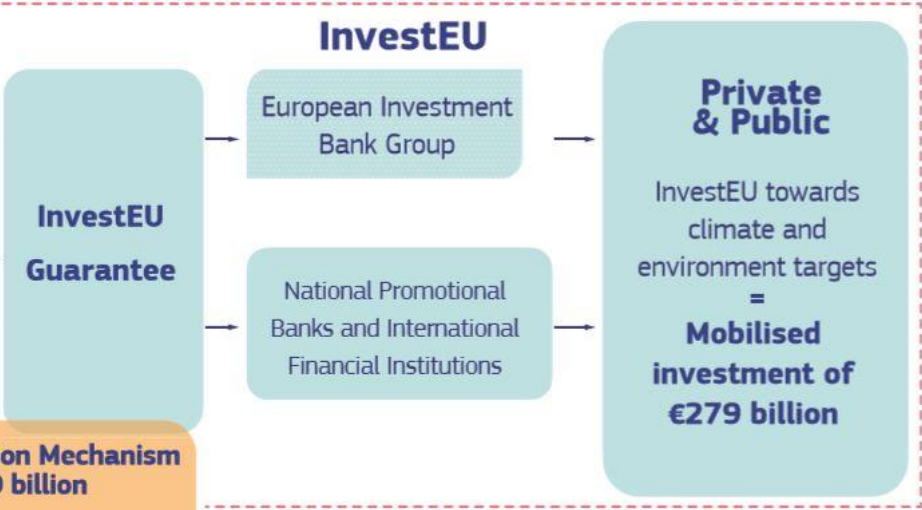 InvestEU
InvestEU
Guarantee
European Investment
Bank Group
National Promotional
Banks and International
Financial Institutions
Private
& Public
InvestEU towards
climate and
environment targets
=
Mobilised
investment of
€279 billion
Mechanism
billion